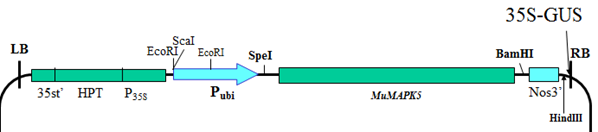 35S-GUS
LB
ScaI
EcoRI
EcoRI
SpeI
BamHI
RB
35st’
HPT
P35S
Pubi
MuMAPK5
Nos3’
HindIII